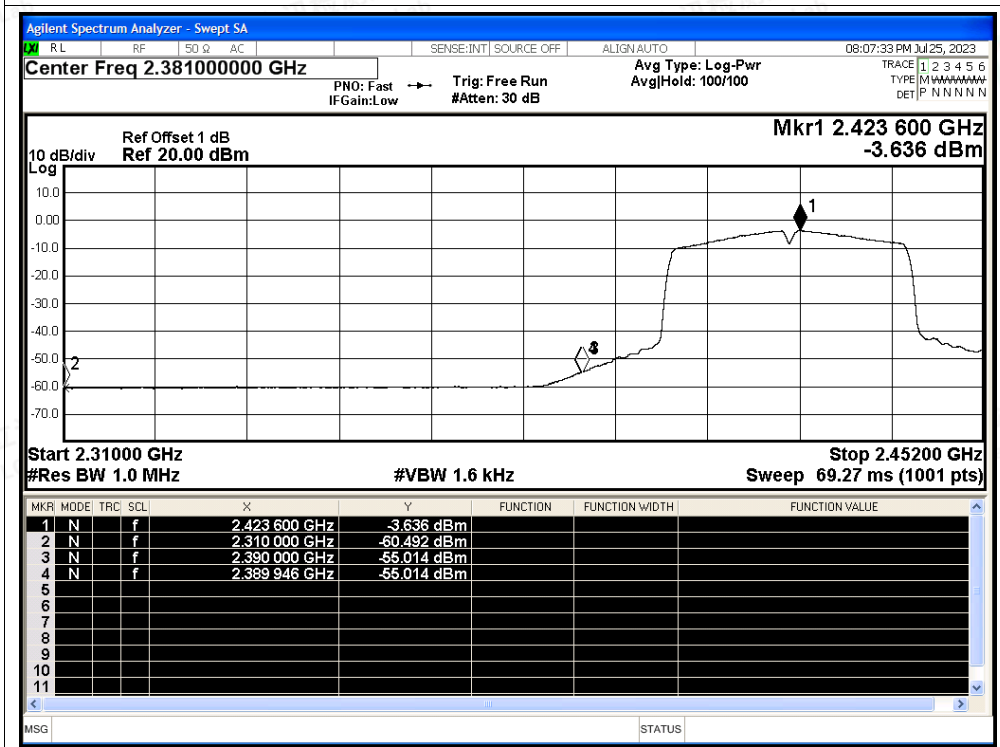 Agilent Spectrum Analyzer - Swept SA
LXI RL RF 50 Ω AC SENSE:INT SOURCE OFF ALIGN AUTO 08:07:33 PM Jul 25, 2023
Center Freq 2.381000000 GHz
PNO: Fast
IFGain:Low
Trig: Free Run
#Atten: 30 dB
Avg Type: Log-Pwr
Avg|Hold: 100/100
TRACE 1 2 3 4 5 6
TYPE M
DET P N N N N N
Mkr1 2.423 600 GHz
-3.636 dBm
Ref Offset 1 dB
10 dB/div Ref 20.00 dBm
Log
1
10.0
0.00
-10.0
-20.0
-30.0
-40.0
-50.0
2
-60.0
-70.0
Start 2.31000 GHz Stop 2.45200 GHz
#Res BW 1.0 MHz #VBW 1.6 kHz Sweep 69.27 ms (1001 pts)
MKR MODE TRC SCL X Y FUNCTION FUNCTION WIDTH FUNCTION VALUE
1 N f 2.423 600 GHz -3.636 dBm
2 N f 2.310 000 GHz -60.492 dBm
3 N f 2.390 000 GHz -55.014 dBm
4 N f 2.389 946 GHz -55.014 dBm
5
6
7
8
9
10
11
MSG STATUS